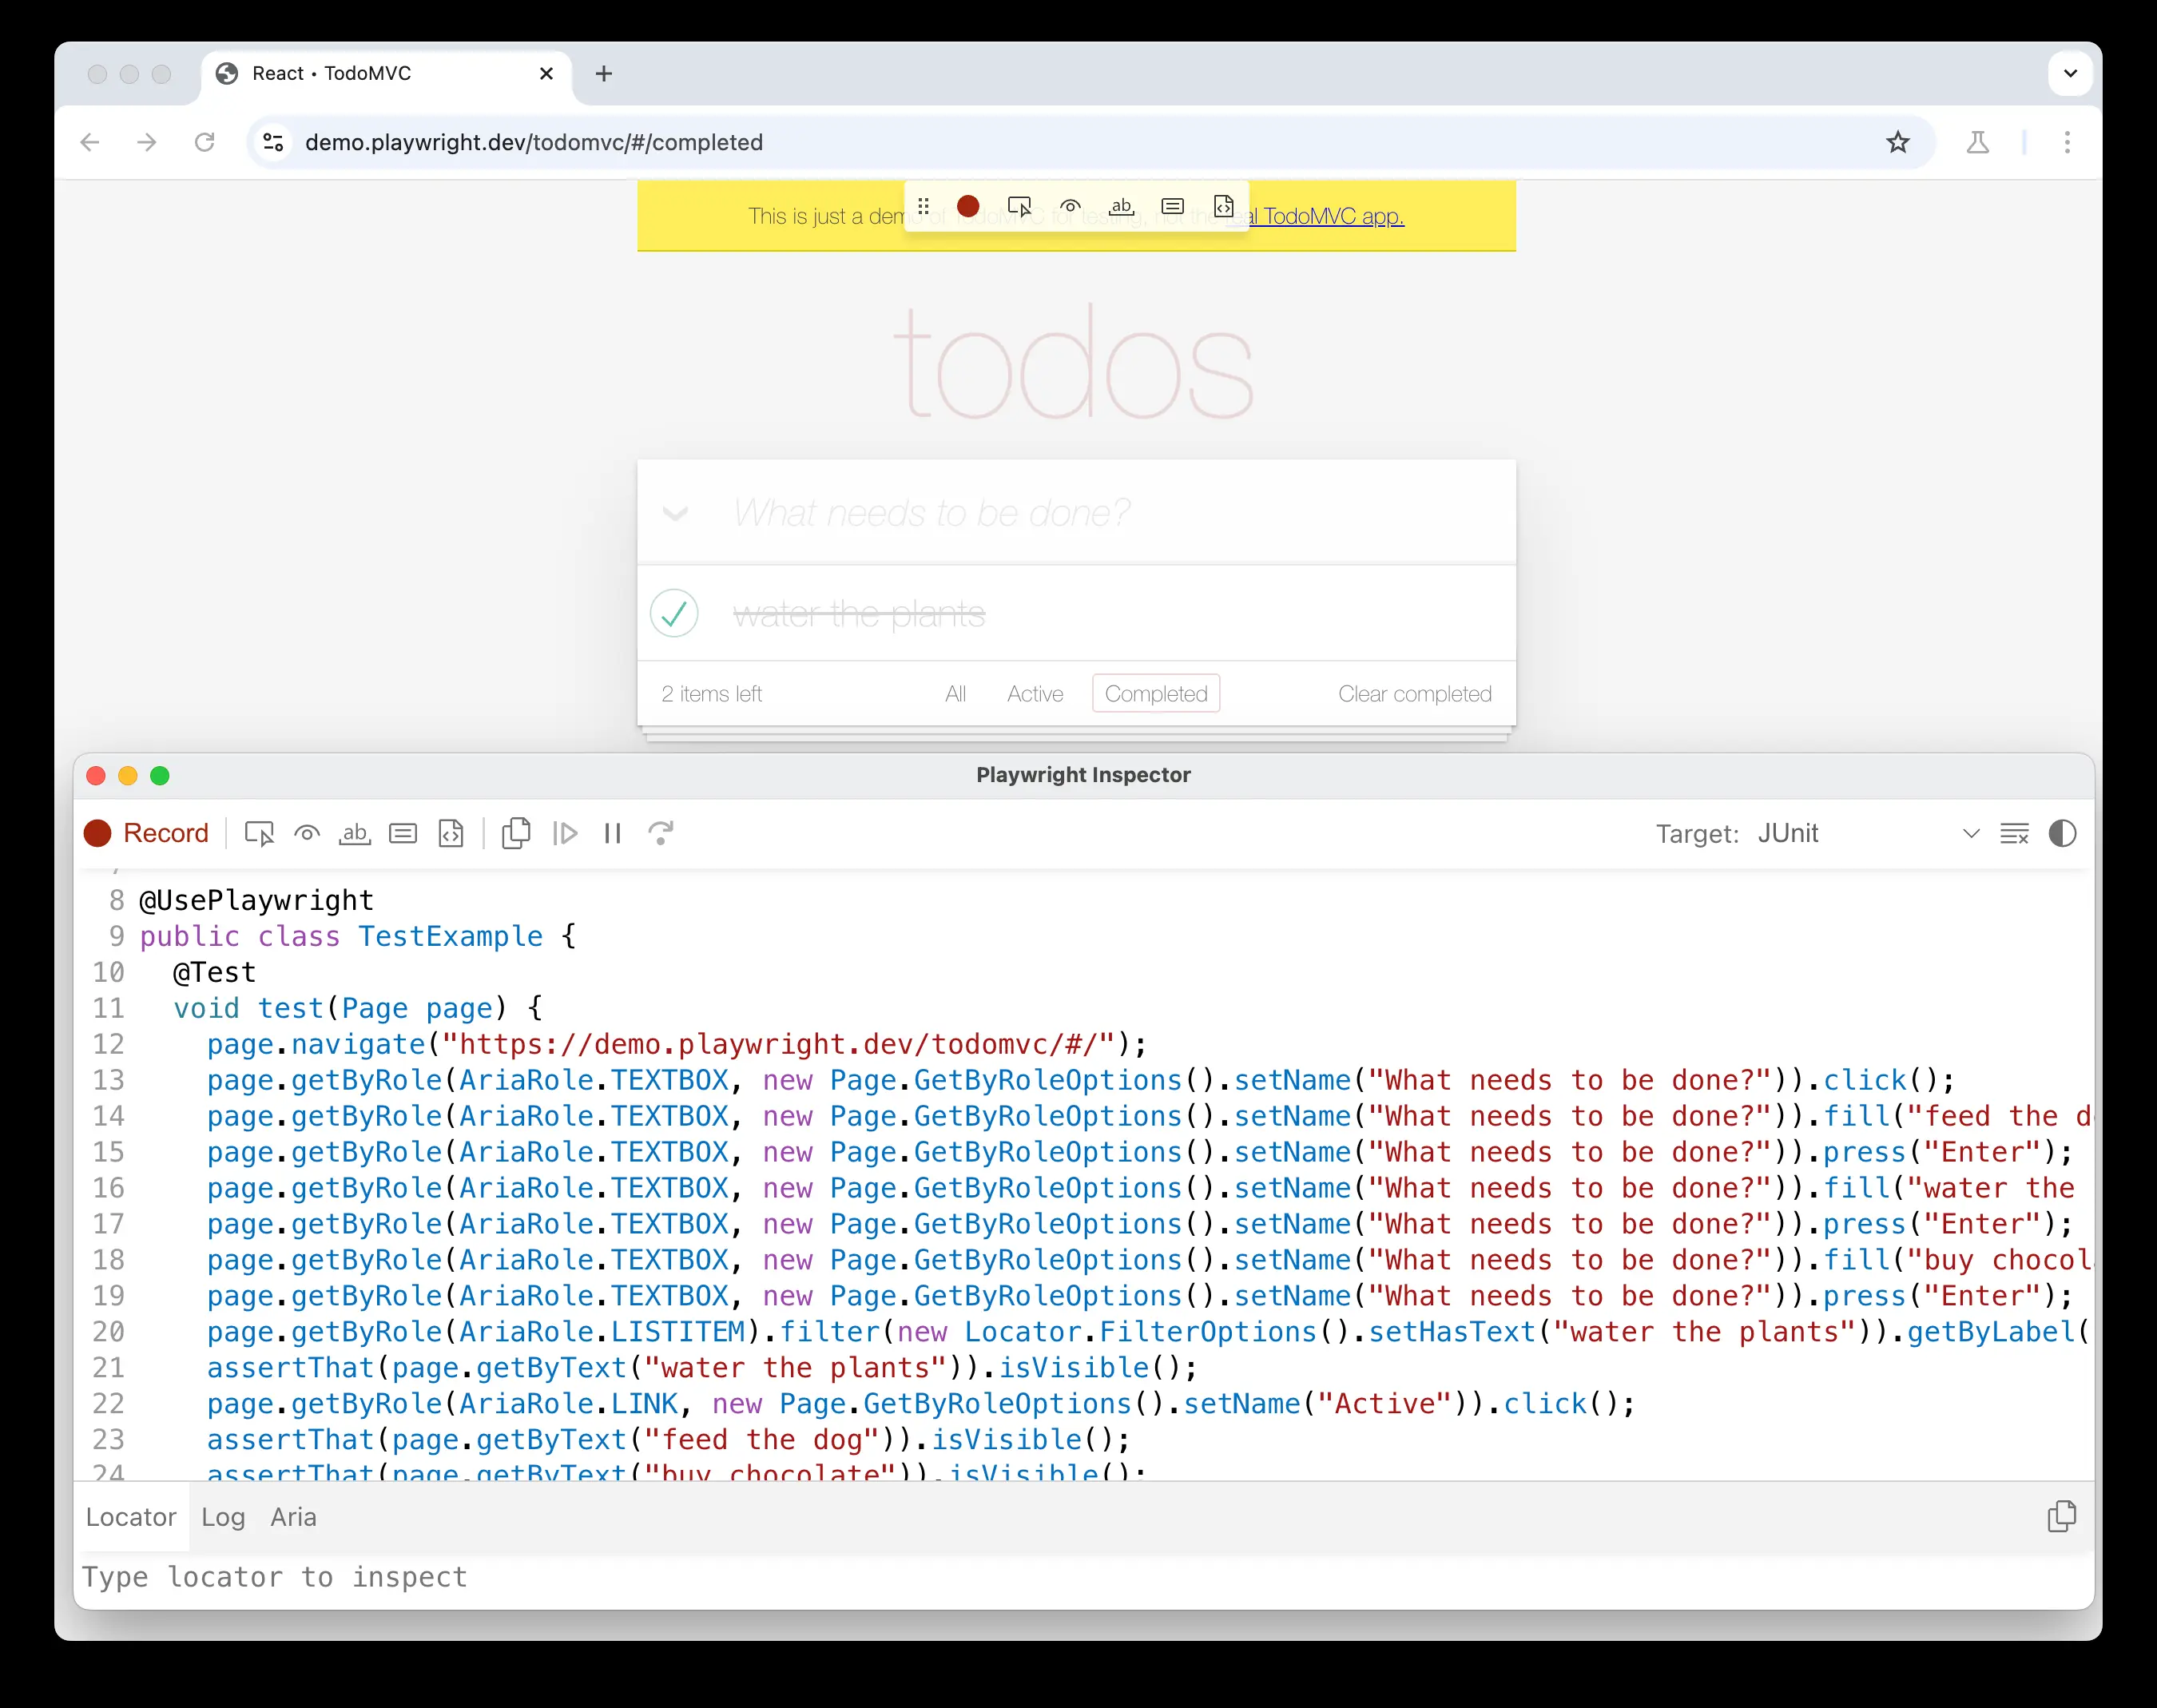 React • TodoMVC
demo.playwright.dev/todomvc/#/completed
This is just a demo of TodoMVC for testing, not the real TodoMVC app.
todos
What needs to be done?
water the plants
2 items left All Active Completed Clear completed
Playwright Inspector
Record Target: JUnit
8 @UsePlaywright
9 public class TestExample {
10 @Test
11 void test(Page page) {
12 page.navigate("https://demo.playwright.dev/todomvc/#/");
13 page.getByRole(AriaRole.TEXTBOX, new Page.GetByRoleOptions().setName("What needs to be done?")).click();
14 page.getByRole(AriaRole.TEXTBOX, new Page.GetByRoleOptions().setName("What needs to be done?")).fill("feed the d
15 page.getByRole(AriaRole.TEXTBOX, new Page.GetByRoleOptions().setName("What needs to be done?")).press("Enter");
16 page.getByRole(AriaRole.TEXTBOX, new Page.GetByRoleOptions().setName("What needs to be done?")).fill("water the
17 page.getByRole(AriaRole.TEXTBOX, new Page.GetByRoleOptions().setName("What needs to be done?")).press("Enter");
18 page.getByRole(AriaRole.TEXTBOX, new Page.GetByRoleOptions().setName("What needs to be done?")).fill("buy chocol
19 page.getByRole(AriaRole.TEXTBOX, new Page.GetByRoleOptions().setName("What needs to be done?")).press("Enter");
20 page.getByRole(AriaRole.LISTITEM).filter(new Locator.FilterOptions().setHasText("water the plants")).getByLabel(
21 assertThat(page.getByText("water the plants")).isVisible();
22 page.getByRole(AriaRole.LINK, new Page.GetByRoleOptions().setName("Active")).click();
23 assertThat(page.getByText("feed the dog")).isVisible();
24 assertThat(page.getByText("buy chocolate")).isVisible();
Locator Log Aria
Type locator to inspect